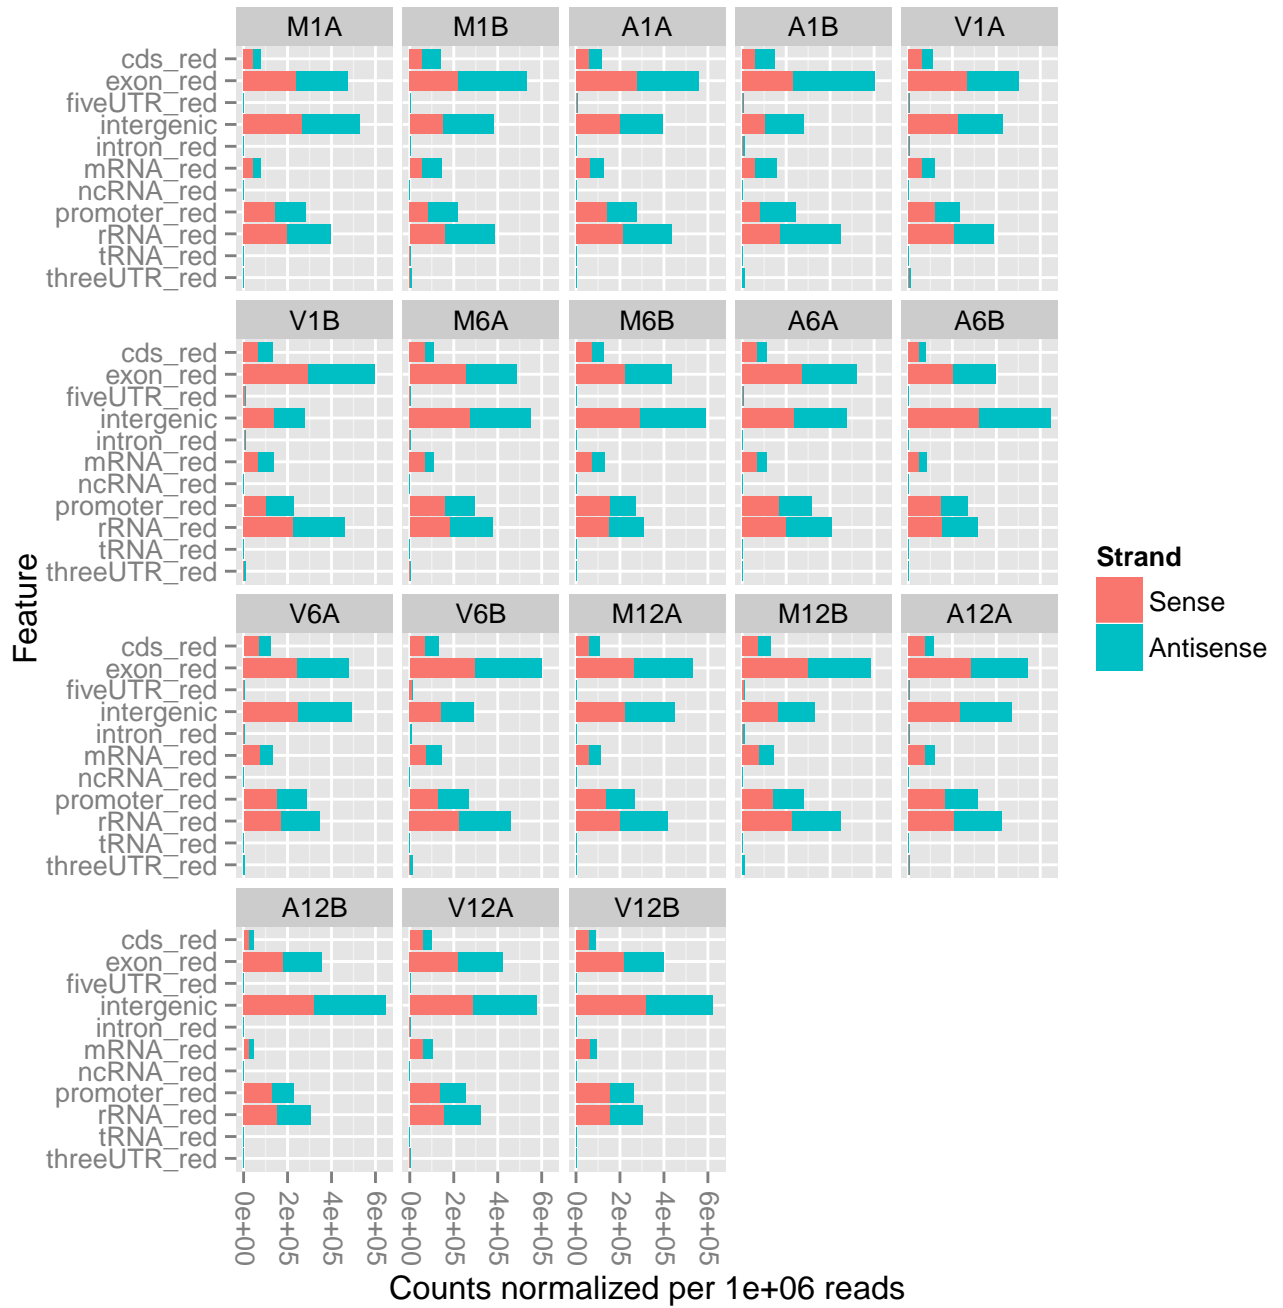 M1A M1B A1A A1B V1A
cds_red
exon_red
fiveUTR_red
intergenic
intron_red
mRNA_red
ncRNA_red
promoter_red
rRNA_red
tRNA_red
threeUTR_red
V1B M6A M6B A6A A6B
cds_red
exon_red
fiveUTR_red
intergenic
intron_red
mRNA_red
ncRNA_red
promoter_red
rRNA_red
tRNA_red
threeUTR_red
Feature
Strand
Sense
Antisense
V6A V6B M12A M12B A12A
cds_red
exon_red
fiveUTR_red
intergenic
intron_red
mRNA_red
ncRNA_red
promoter_red
rRNA_red
tRNA_red
threeUTR_red
A12B V12A V12B
cds_red
exon_red
fiveUTR_red
intergenic
intron_red
mRNA_red
ncRNA_red
promoter_red
rRNA_red
tRNA_red
threeUTR_red
0e+00 2e+05 4e+05 6e+05 0e+00 2e+05 4e+05 6e+05 0e+00 2e+05 4e+05 6e+05
Counts normalized per 1e+06 reads